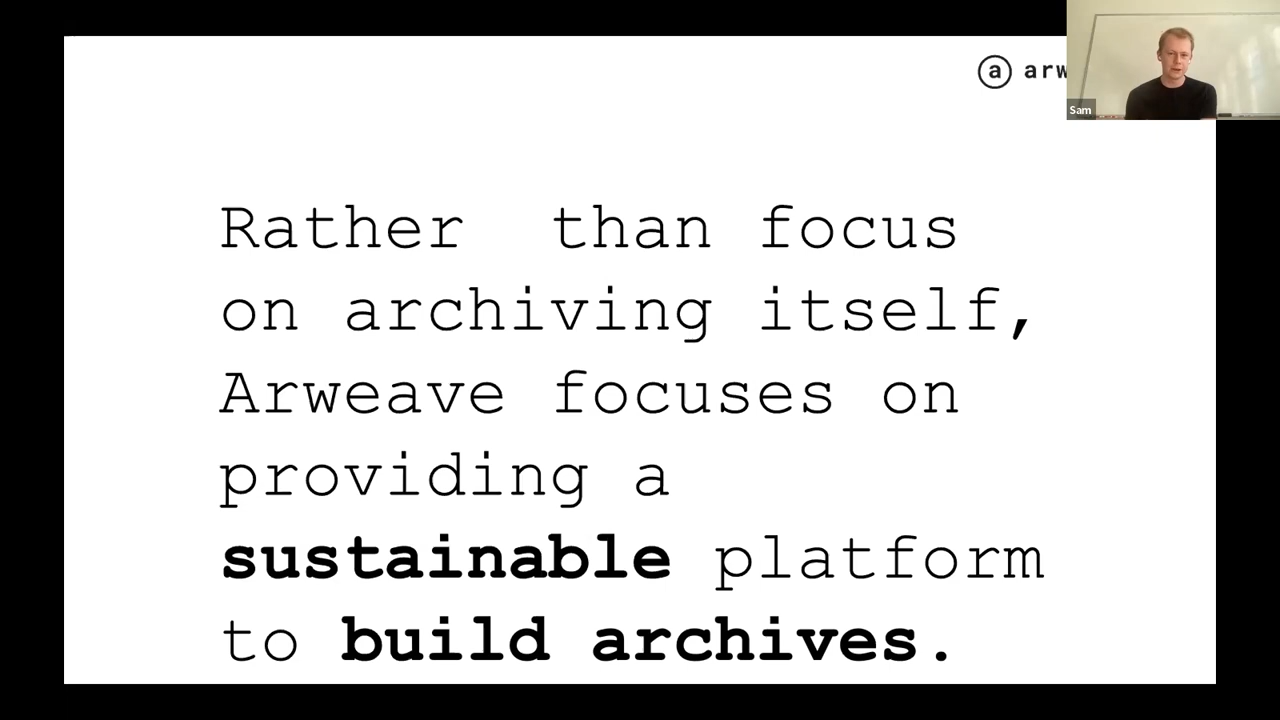 ⓐ arw
Sam
Rather  than focus
on archiving itself,
Arweave focuses on
providing a
sustainable platform
to build archives.